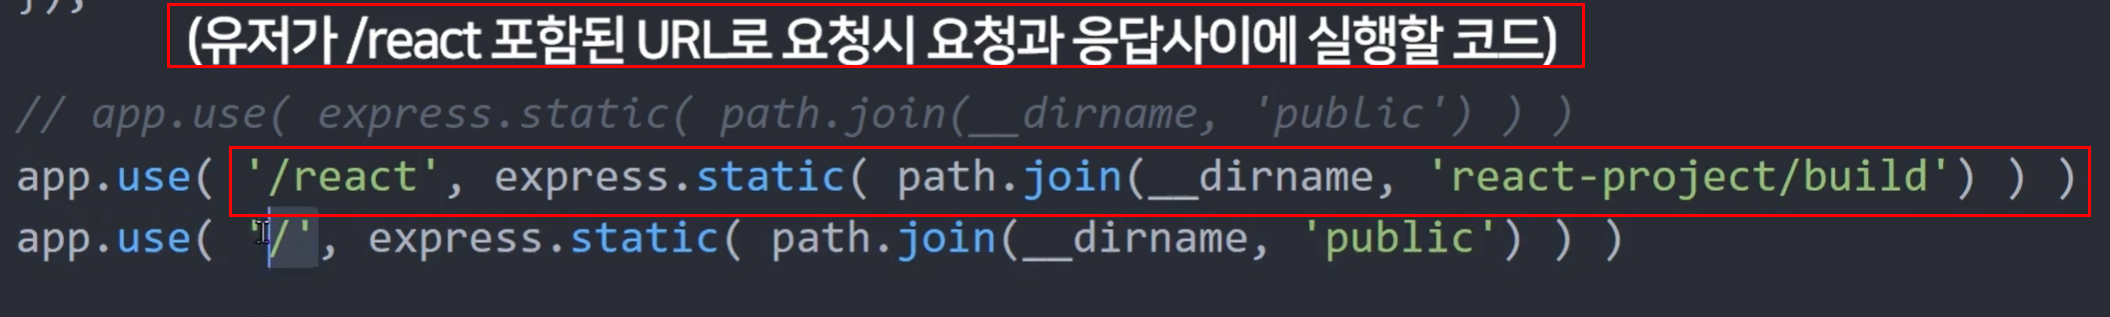 });
(유저가 /react 포함된 URL로 요청시 요청과 응답사이에 실행할 코드)
// app.use( express.static( path.join(__dirname, 'public') ) )
app.use( '/react', express.static( path.join(__dirname, 'react-project/build') ) )
app.use( '/', express.static( path.join(__dirname, 'public') ) )